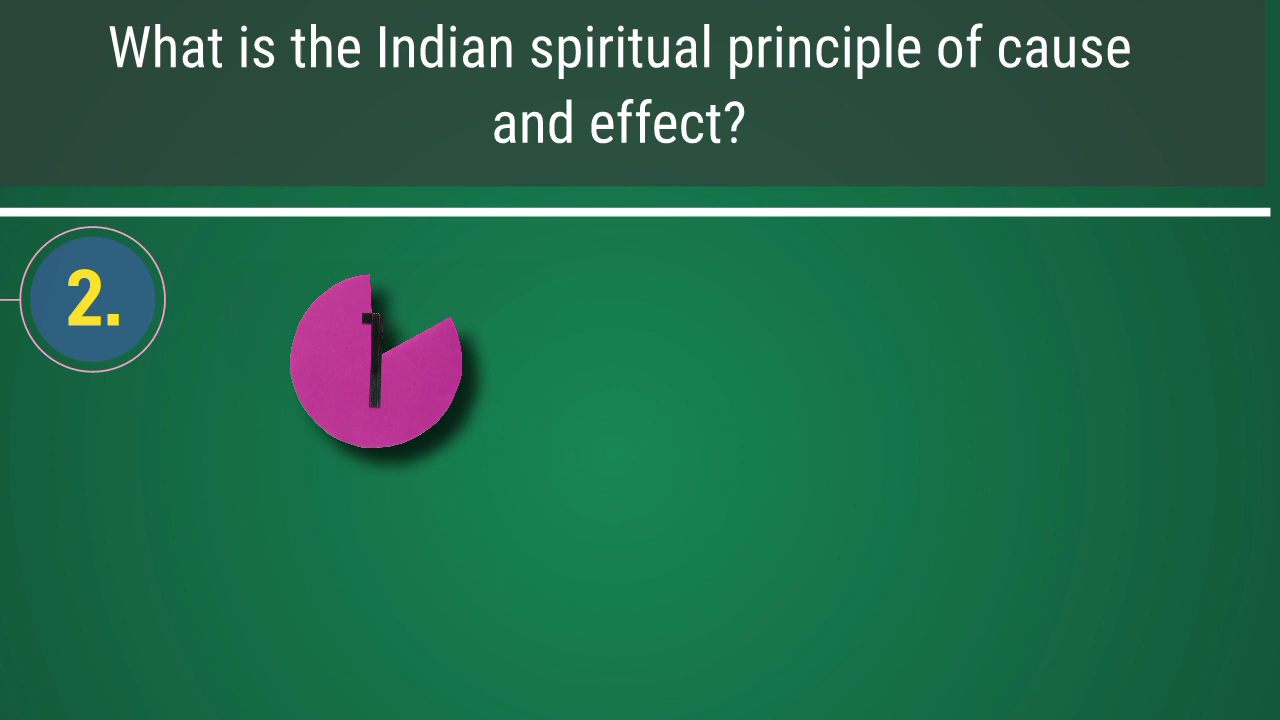 What is the Indian spiritual principle of cause
and effect?
2.